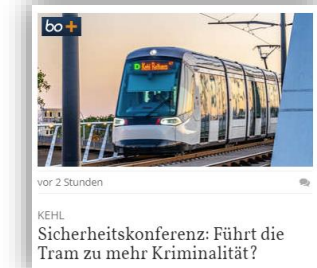 bo+
D Kehl Rathaus
vor 2 Stunden
KEHL
Sicherheitskonferenz: Führt die
Tram zu mehr Kriminalität?